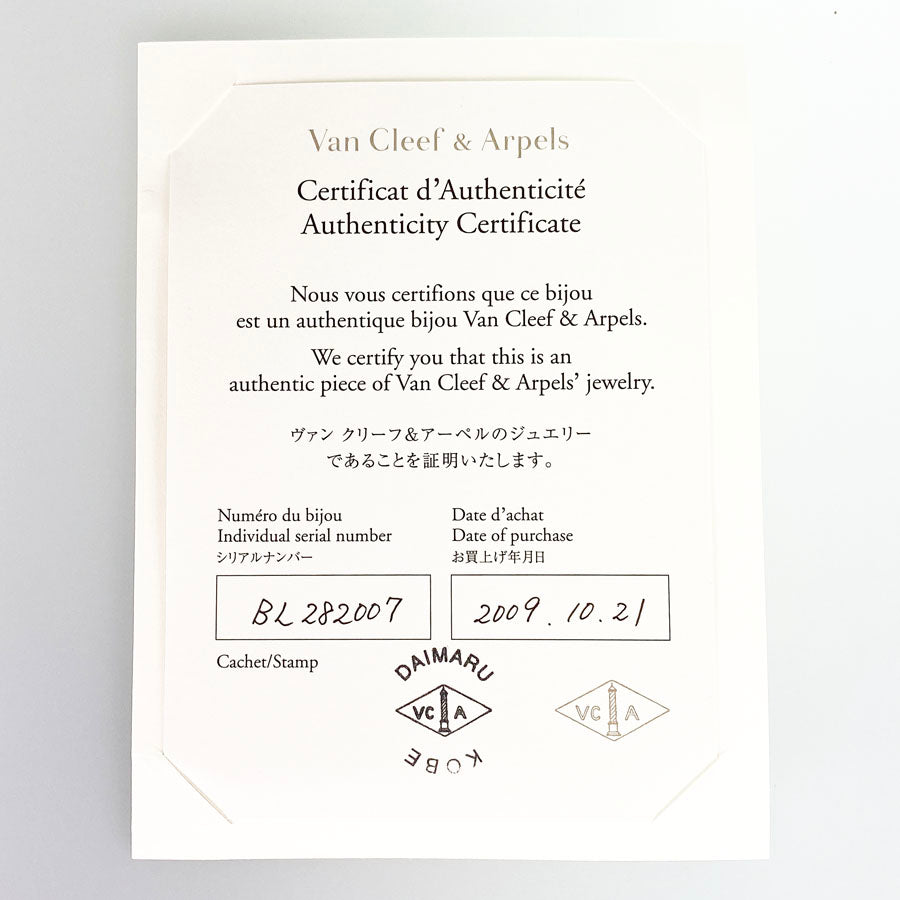 Van Cleef & Arpels
Certificat d'Authenticité
Authenticity Certificate
Nous vous certifions que ce bijou
est un authentique bijou Van Cleef & Arpels.
We certify you that this is an
authentic piece of Van Cleef & Arpels' jewelry.
ヴァン クリーフ&アーペルのジュエリー
であることを証明いたします。
Numéro du bijou
Individual serial number
シリアルナンバー
BL 282007
Date d'achat
Date of purchase
お買上げ年月日
2009.10.21
Cachet/Stamp
DAIMARU
VC A
KOBE
VC A